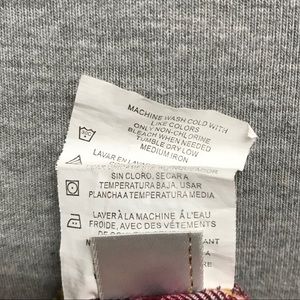 MACHINE WASH COLD WITH
LIKE COLORS
ONLY NON-CHLORINE
BLEACH WHEN NEEDED
TUMBLE DRY LOW
MEDIUM IRON
LAVAR EN LAVADORA
SIN CLORO, SECAR A
TEMPERATURA BAJA, USAR
PLANCHA A TEMPERATURA MEDIA.
LAVER À LA MACHINE À L'EAU
FROIDE, AVEC DES VÊTEMENTS